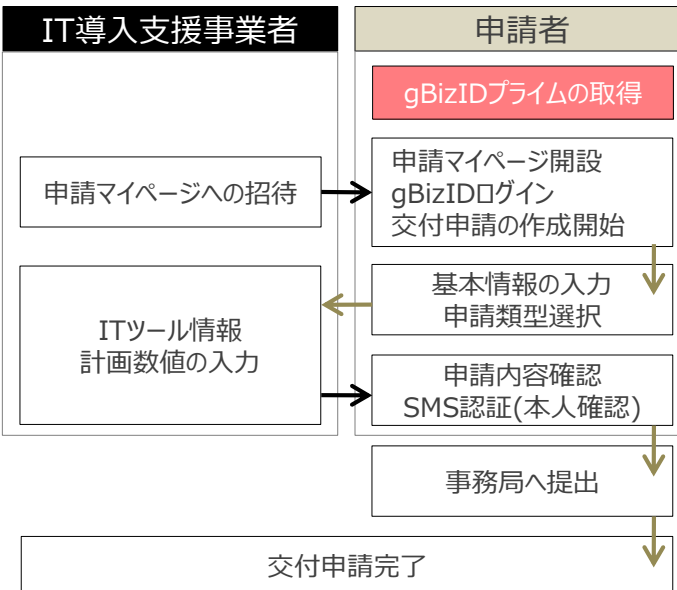 IT導入支援事業者
申請者
gBizIDプライムの取得
申請マイページへの招待
申請マイページ開設
gBizIDログイン
交付申請の作成開始
基本情報の入力
申請類型選択
ITツール情報
計画数値の入力
申請内容確認
SMS認証(本人確認)
事務局へ提出
交付申請完了